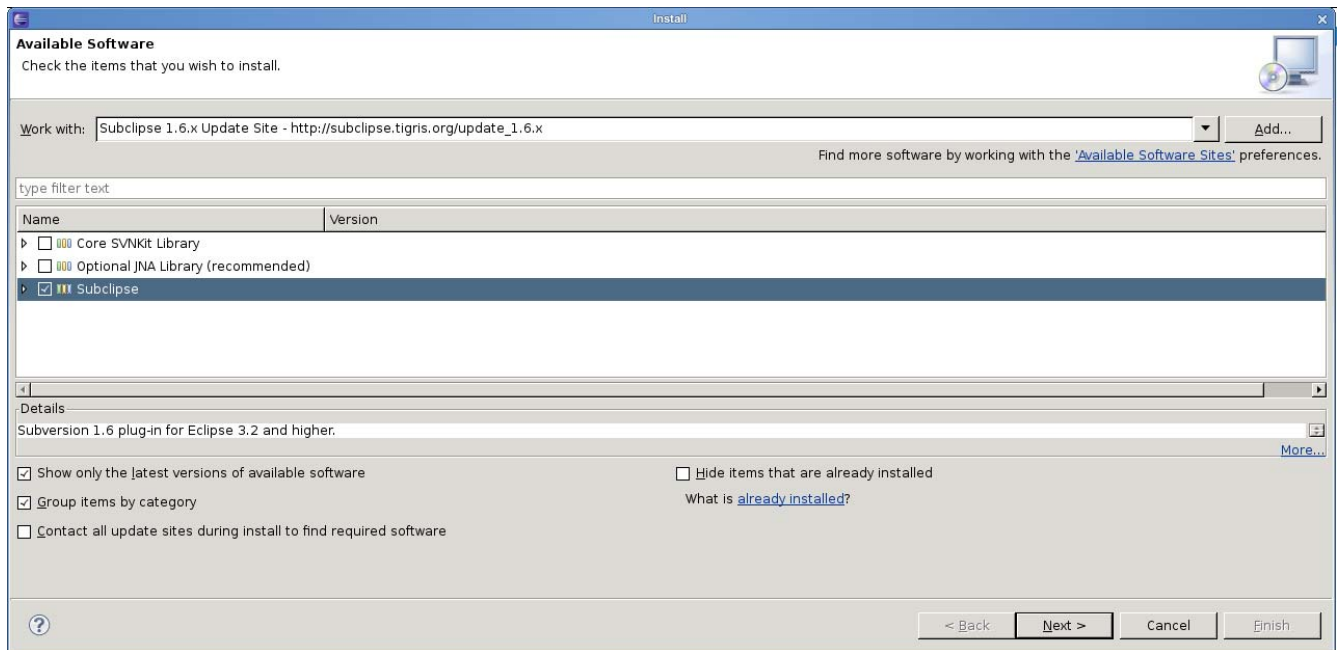 Install
Available Software
Check the items that you wish to install.
Work with: Subclipse 1.6.x Update Site - http://subclipse.tigris.org/update_1.6.x Add...
Find more software by working with the 'Available Software Sites' preferences.
type filter text
Name Version
Core SVNKit Library
Optional JNA Library (recommended)
Subclipse
Details
Subversion 1.6 plug-in for Eclipse 3.2 and higher.
More...
Show only the latest versions of available software Hide items that are already installed
Group items by category What is already installed?
Contact all update sites during install to find required software
? < Back Next > Cancel Finish